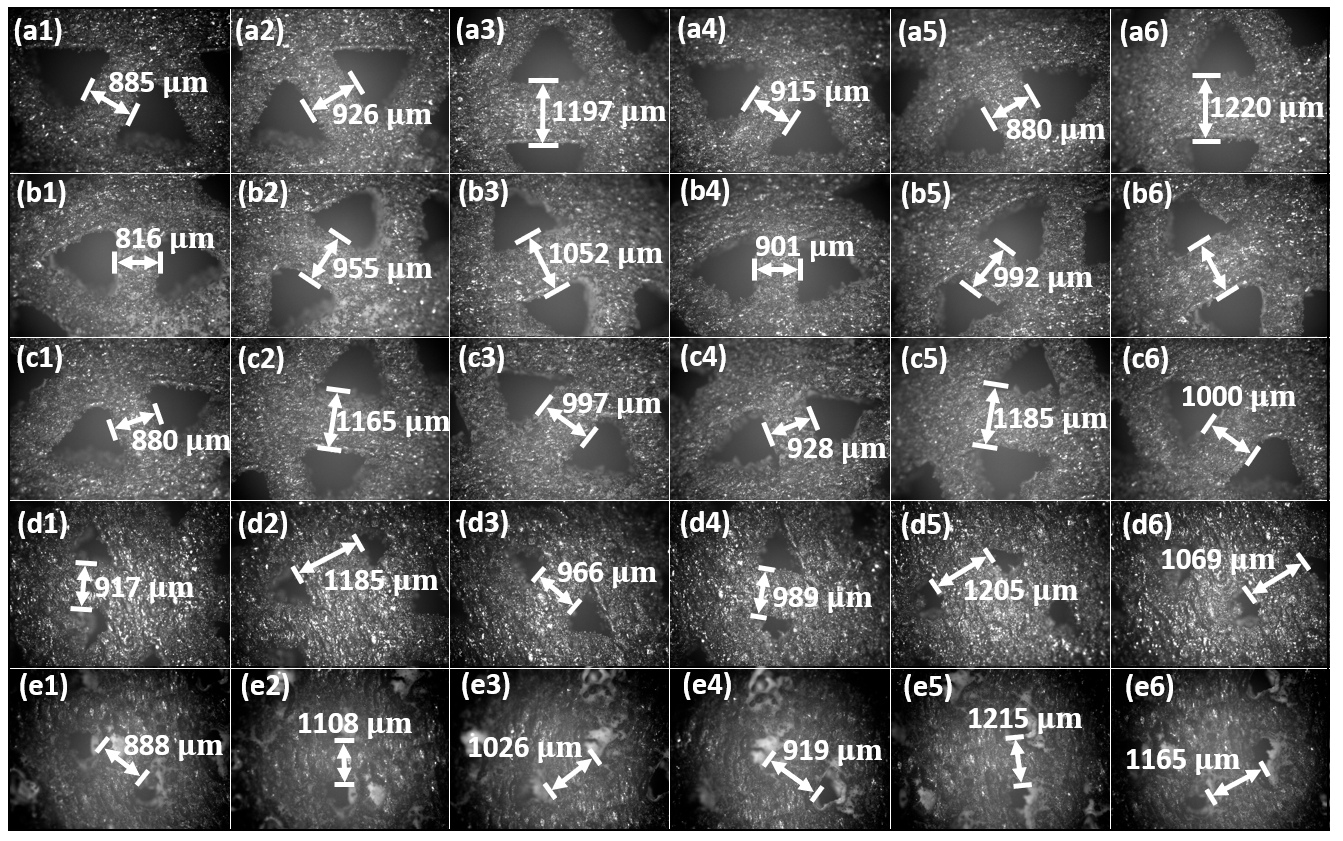 (a1) 885 µm
(a2) 926 µm
(a3) 1197 µm
(a4) 915 µm
(a5) 880 µm
(a6) 1220 µm
(b1) 816 µm
(b2) 955 µm
(b3) 1052 µm
(b4) 901 µm
(b5) 992 µm
(b6)
(c1) 880 µm
(c2) 1165 µm
(c3) 997 µm
(c4) 928 µm
(c5) 1185 µm
(c6) 1000 µm
(d1) 917 µm
(d2) 1185 µm
(d3) 966 µm
(d4) 989 µm
(d5) 1205 µm
(d6) 1069 µm
(e1) 888 µm
(e2) 1108 µm
(e3) 1026 µm
(e4) 919 µm
(e5) 1215 µm
(e6) 1165 µm